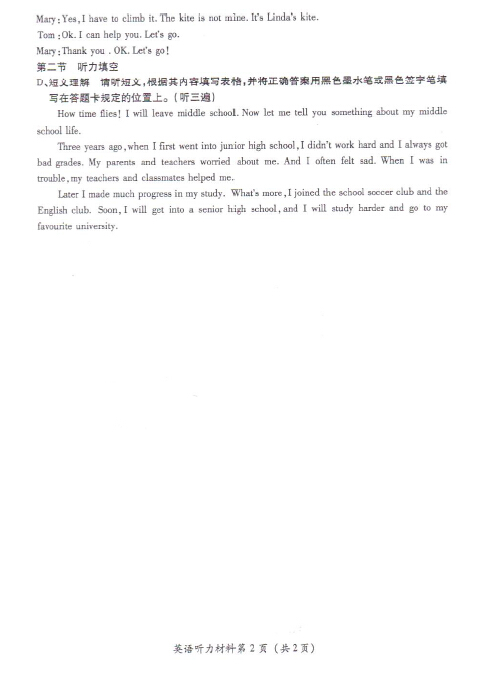 Mary:Yes,I have to climb it. The kite is not mine. It's Linda's kite.
Tom:Ok. I can help you. Let's go.
Mary:Thank you . OK. Let's go!
第二节 听力填空
D、短文理解 请听短文,根据其内容填写表格,并将正确答案用黑色墨水笔或黑色签字笔填
写在答题卡规定的位置上。(听三遍)
How time flies! I will leave middle school. Now let me tell you something about my middle
school life.
Three years ago,when I first went into junior high school,I didn't work hard and I always got
bad grades. My parents and teachers worried about me. And I often felt sad. When I was in
trouble,my teachers and classmates helped me.
Later I made much progress in my study. What's more,I joined the school soccer club and the
English club. Soon, I will get into a senior high school,and I will study harder and go to my
favourite university.
英语听力材料第2页(共2页)